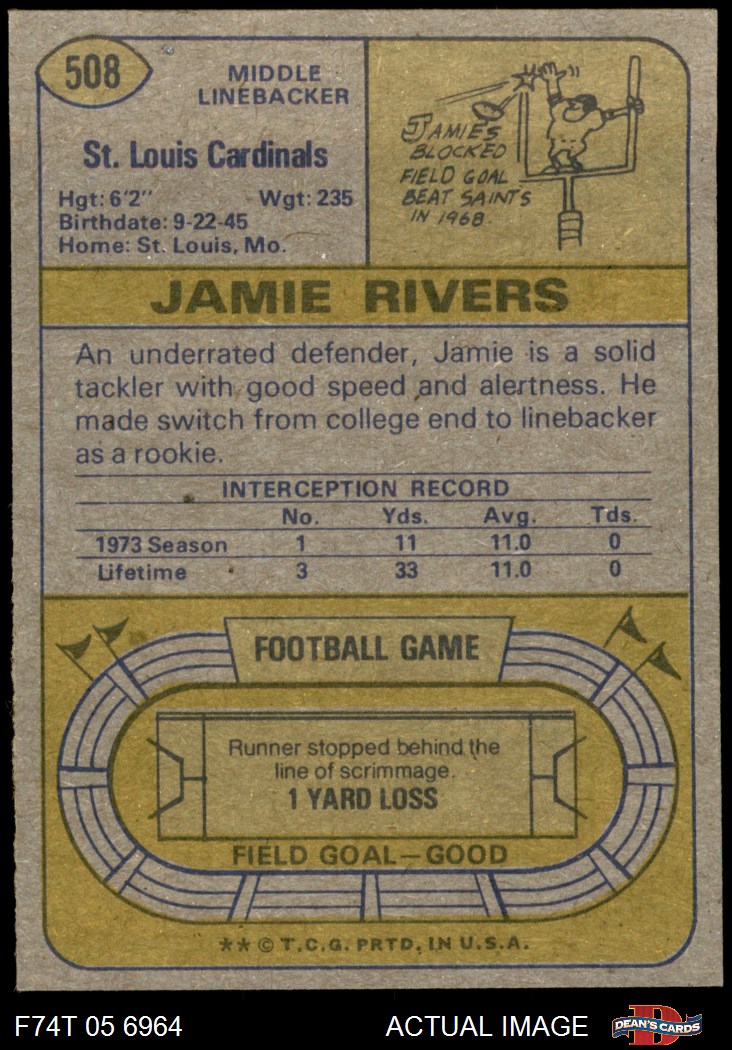 508
MIDDLE
LINEBACKER
St. Louis Cardinals
Hgt: 6'2" Wgt: 235
Birthdate: 9-22-45
Home: St. Louis, Mo.
JAMIE'S
BLOCKED
FIELD GOAL
BEAT SAINTS
IN 1968.
JAMIE RIVERS
An underrated defender, Jamie is a solid
tackler with good speed and alertness. He
made switch from college end to linebacker
as a rookie.
INTERCEPTION RECORD
No. Yds. Avg. Tds.
1973 Season 1 11 11.0 0
Lifetime 3 33 11.0 0
FOOTBALL GAME
Runner stopped behind the
line of scrimmage.
1 YARD LOSS
FIELD GOAL—GOOD
** © T.C.G. PRTD. IN U.S.A.
F74T 05 6964 ACTUAL IMAGE
D
DEAN'S CARDS